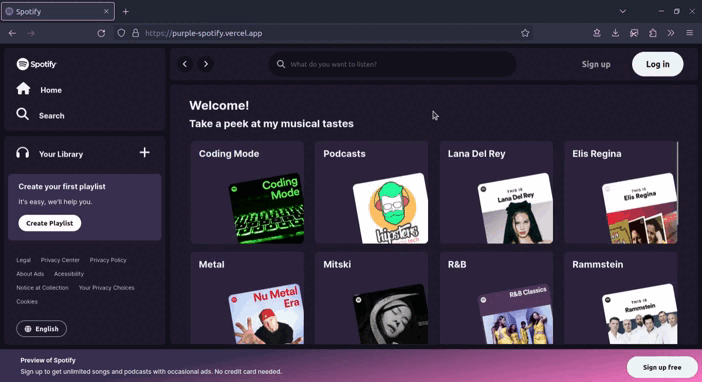 Spotify
https://purple-spotify.vercel.app
Spotify
What do you want to listen?
Sign up
Log in
Home
Search
Your Library
Create your first playlist
It's easy, we'll help you.
Create Playlist
Legal Privacy Center Privacy Policy
About Ads Acessibility
Notice at Collection Your Privacy Choices
Cookies
English
Welcome!
Take a peek at my musical tastes
Coding Mode
Coding
Mode
Podcasts
hipsters
Lana Del Rey
THIS IS
Lana Del Rey
Elis Regina
THIS IS
Elis Regina
Metal
Nu Metal
Era
Mitski
R&B
R&B Classics
Rammstein
THIS IS
Rammstein
Preview of Spotify
Sign up to get unlimited songs and podcasts with occasional ads. No credit card needed.
Sign up free